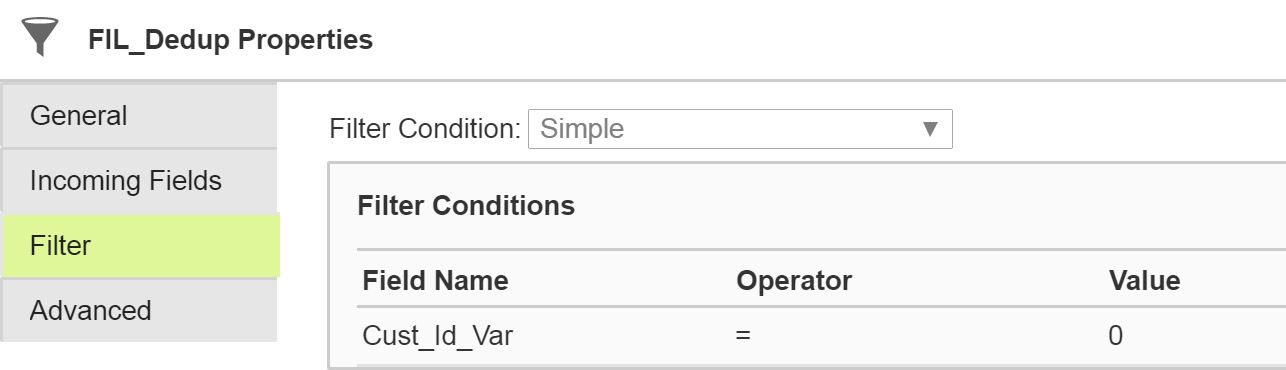 FIL_Dedup Properties
General
Incoming Fields
Filter
Advanced
Filter Condition: Simple ▼
Filter Conditions
Field Name Operator Value
Cust_Id_Var = 0